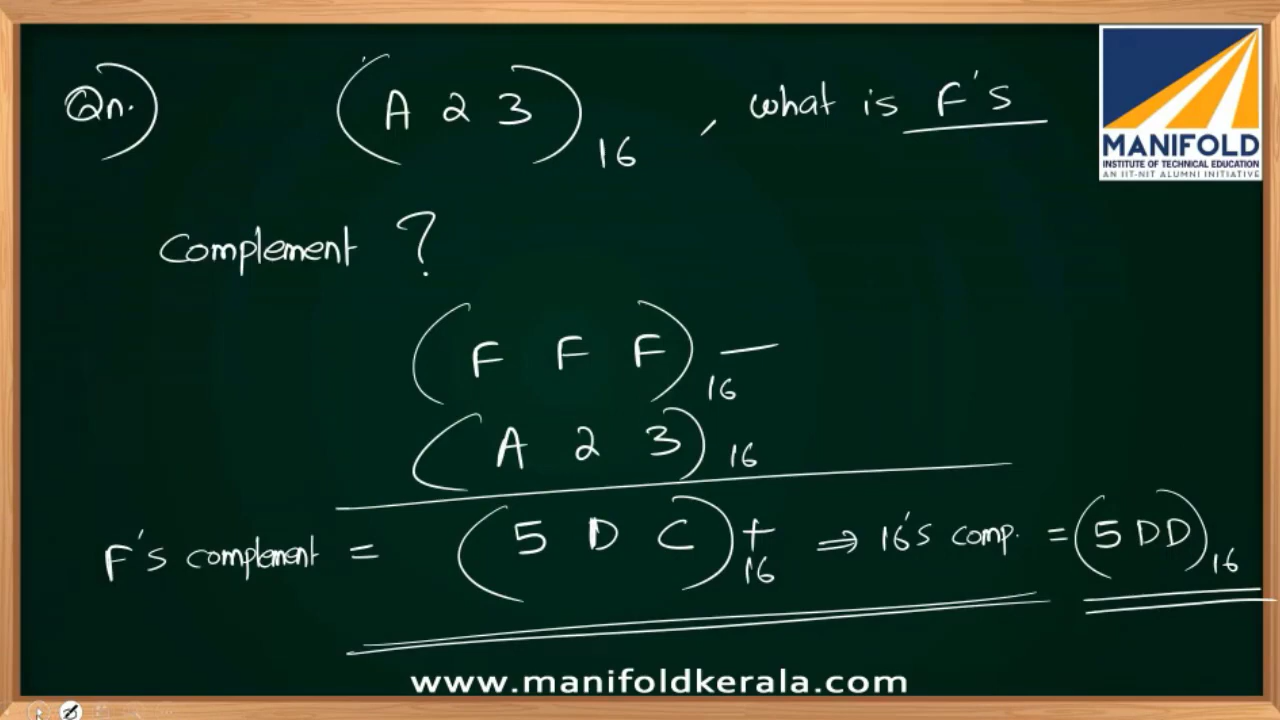 Qn.) (A 2 3)16 , what is F's
MANIFOLD
INSTITUTE OF TECHNICAL EDUCATION
AN IIT-NIT ALUMNI INITIATIVE
Complement ?
(F F F)16 —
(A 2 3)16
F's complement = (5 D C)16 + ⇒ 16's comp. = (5 DD)16
www.manifoldkerala.com